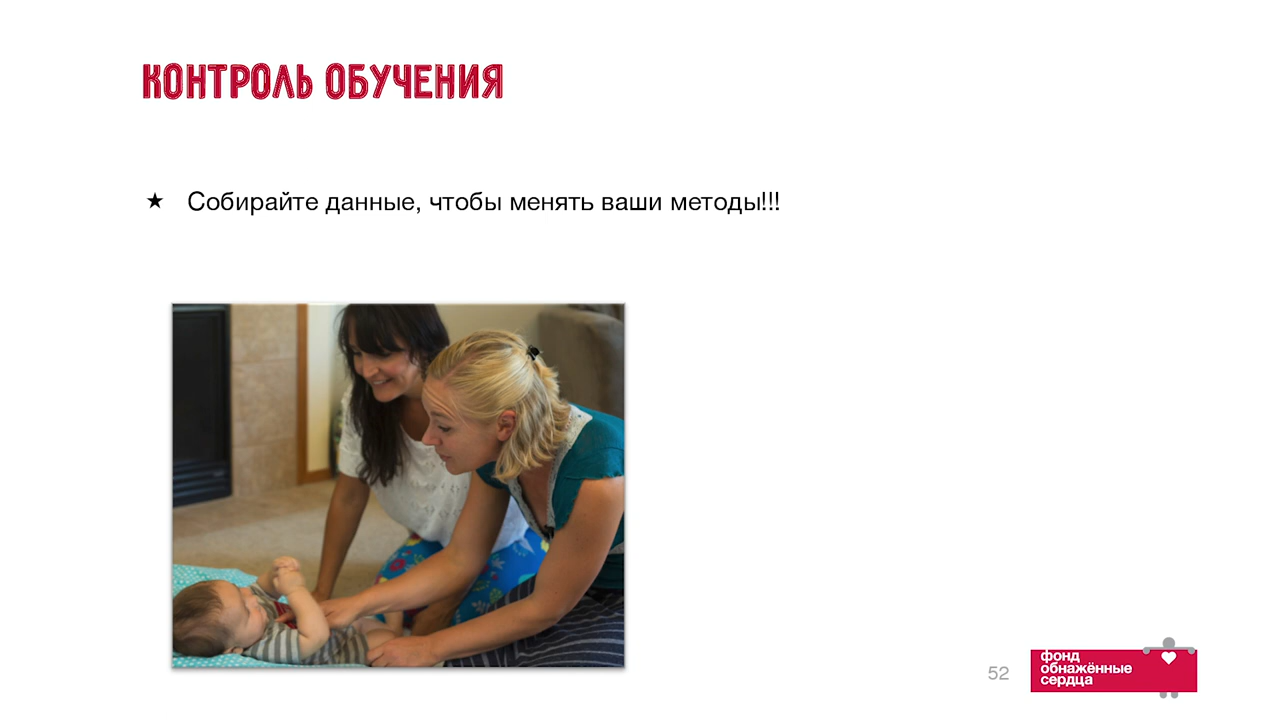 КОНТРОЛЬ ОБУЧЕНИЯ
★ Собирайте данные, чтобы менять ваши методы!!!
52
фонд
обнажённые
сердца